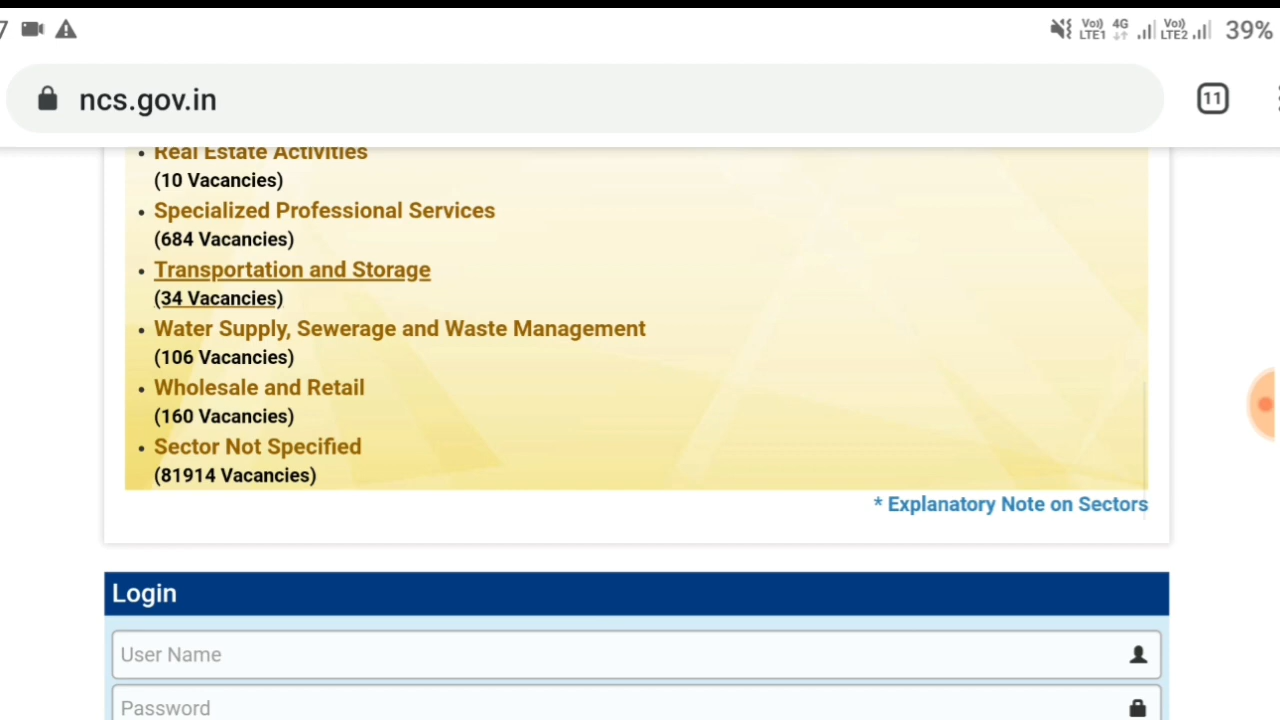 7 Vo)) 4G Vo)) 39%
LTE1 LTE2
ncs.gov.in 11
Real Estate Activities
(10 Vacancies)
Specialized Professional Services
(684 Vacancies)
Transportation and Storage
(34 Vacancies)
Water Supply, Sewerage and Waste Management
(106 Vacancies)
Wholesale and Retail
(160 Vacancies)
Sector Not Specified
(81914 Vacancies)
* Explanatory Note on Sectors
Login
User Name
Password